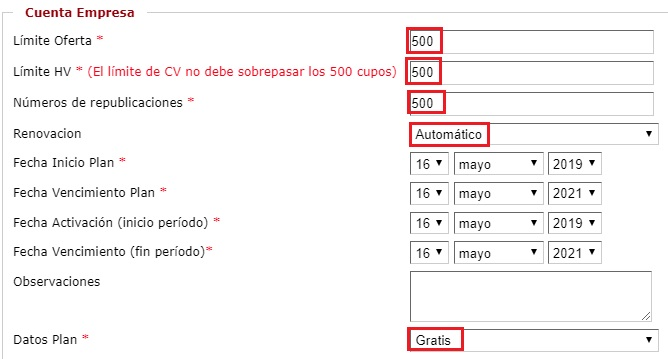 Cuenta Empresa
Límite Oferta * 500
Límite HV * (El límite de CV no debe sobrepasar los 500 cupos) 500
Números de republicaciones * 500
Renovacion Automático
Fecha Inicio Plan * 16 mayo 2019
Fecha Vencimiento Plan * 16 mayo 2021
Fecha Activación (inicio período) * 16 mayo 2019
Fecha Vencimiento (fin período)* 16 mayo 2021
Observaciones
Datos Plan * Gratis